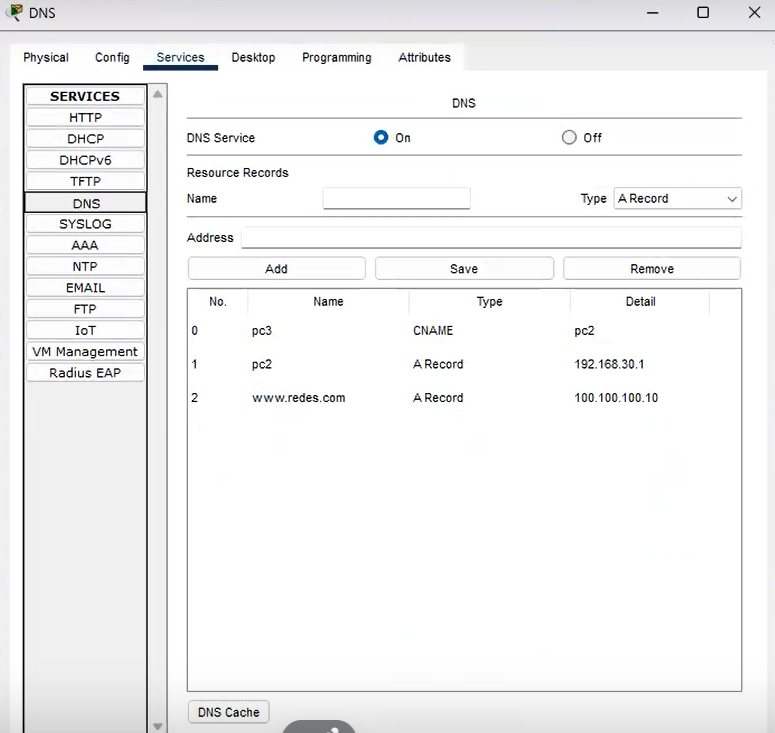 DNS
Physical Config Services Desktop Programming Attributes
SERVICES
HTTP
DHCP
DHCPv6
TFTP
DNS
SYSLOG
AAA
NTP
EMAIL
FTP
IoT
VM Management
Radius EAP
DNS
DNS Service On Off
Resource Records
Name Type A Record
Address
Add Save Remove
No. Name Type Detail
0 pc3 CNAME pc2
1 pc2 A Record 192.168.30.1
2 www.redes.com A Record 100.100.100.10
DNS Cache